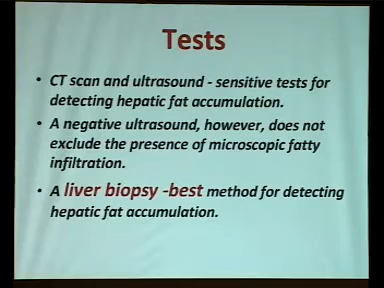 Tests
• CT scan and ultrasound - sensitive tests for
detecting hepatic fat accumulation.
• A negative ultrasound, however, does not
exclude the presence of microscopic fatty
infiltration.
• A liver biopsy -best method for detecting
hepatic fat accumulation.